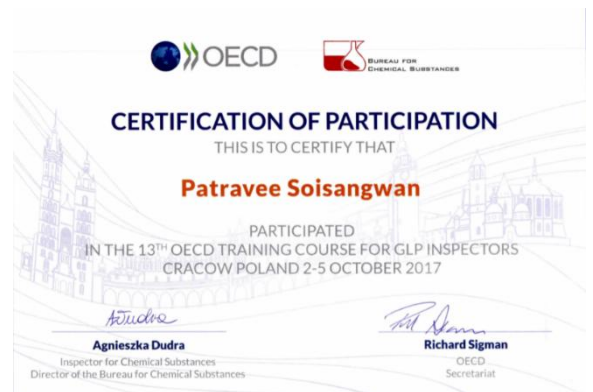 OECD
BUREAU FOR
CHEMICAL SUBSTANCES
CERTIFICATION OF PARTICIPATION
THIS IS TO CERTIFY THAT
Patravee Soisangwan
PARTICIPATED
IN THE 13TH OECD TRAINING COURSE FOR GLP INSPECTORS
CRACOW POLAND 2-5 OCTOBER 2017
Agnieszka Dudra
Inspector for Chemical Substances
Director of the Bureau for Chemical Substances
Richard Sigman
OECD
Secretariat